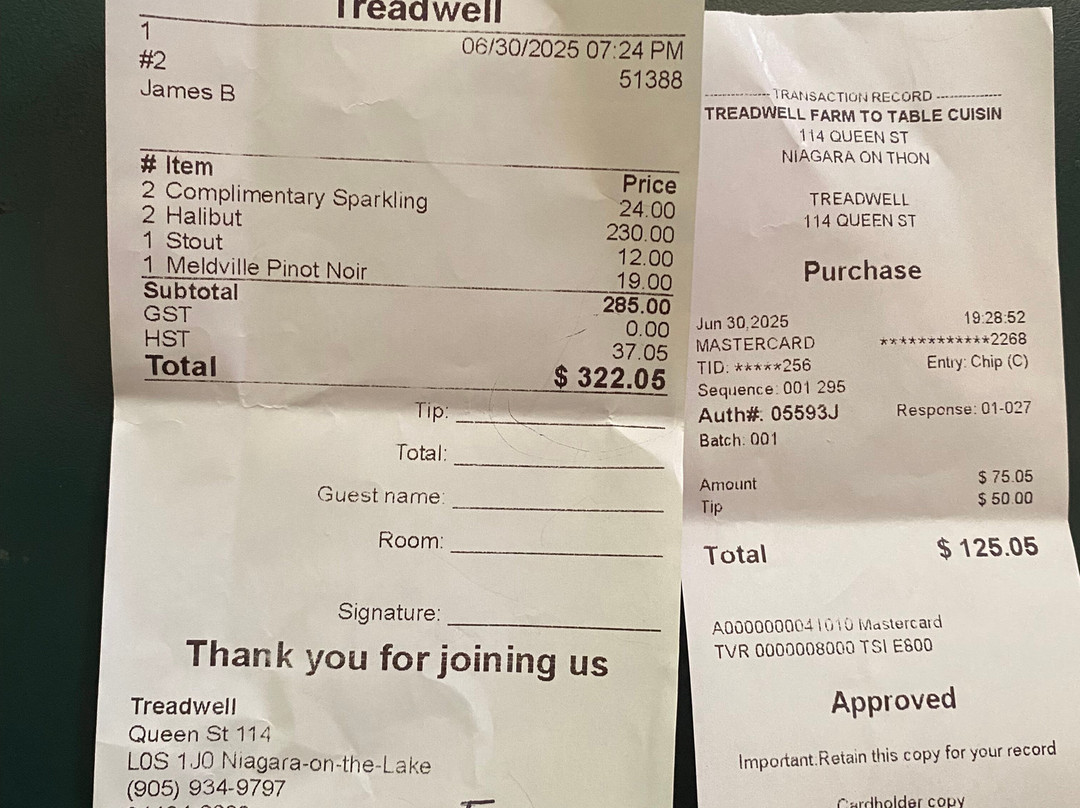 Treadwell
1
06/30/2025 07:24 PM
#2
51388
James B
# Item Price
2 Complimentary Sparkling 24.00
2 Halibut 230.00
1 Stout 12.00
1 Meldville Pinot Noir 19.00
Subtotal 285.00
GST 0.00
HST 37.05
Total $ 322.05
Tip:
Total:
Guest name:
Room:
Signature:
Thank you for joining us
Treadwell
Queen St 114
L0S 1J0 Niagara-on-the-Lake
(905) 934-9797
TRANSACTION RECORD
TREADWELL FARM TO TABLE CUISIN
114 QUEEN ST
NIAGARA ON THON
TREADWELL
114 QUEEN ST
Purchase
Jun 30,2025 19:28:52
MASTERCARD ************2268
TID: *****256 Entry: Chip (C)
Sequence: 001 295
Auth#: 05593J Response: 01-027
Batch: 001
Amount $ 75.05
Tip $ 50.00
Total $ 125.05
A0000000041010 Mastercard
TVR 0000008000 TSI E800
Approved
Important.Retain this copy for your record
Cardholder copy